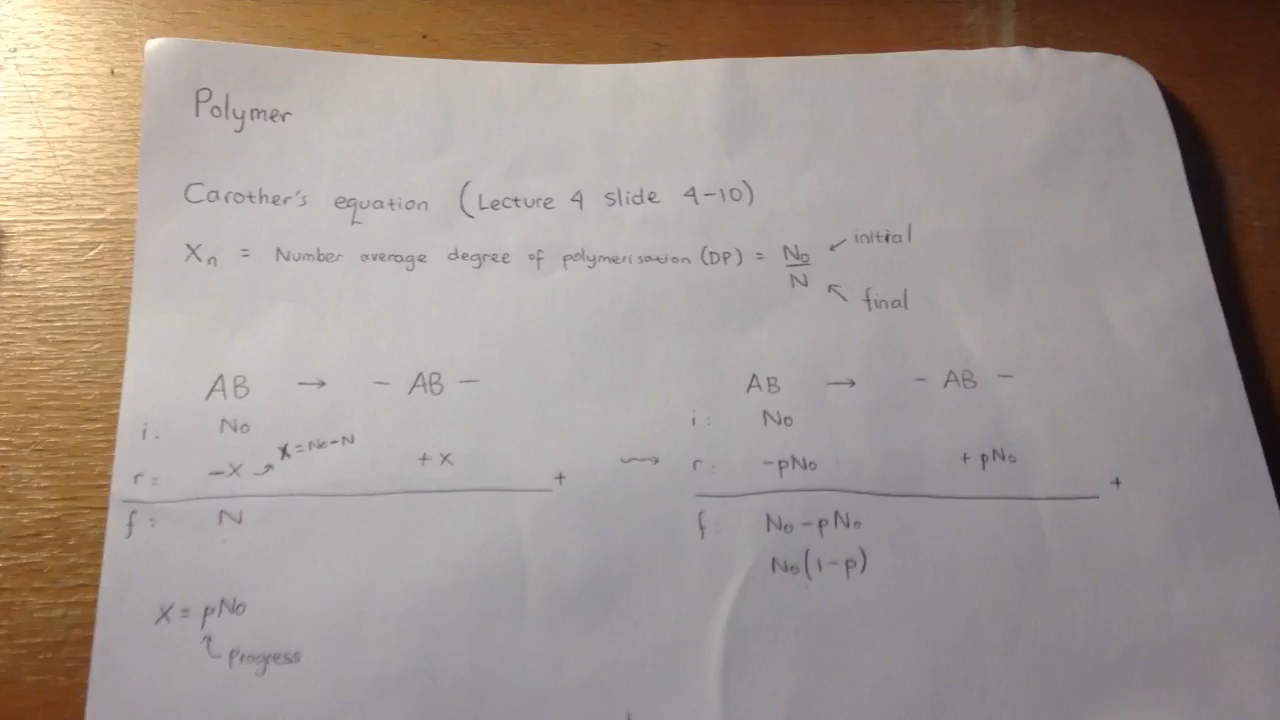 Polymer
Carother's equation (Lecture 4 slide 4-10)
Xn = Number average degree of polymerisation (DP) = No/N
initial
final
AB → - AB -
i. No
r= -X X=No-N +X +
f= N
X = pNo
Progress
AB → - AB -
i: No
r: -pNo + pNo +
f: No - pNo
No(1-p)